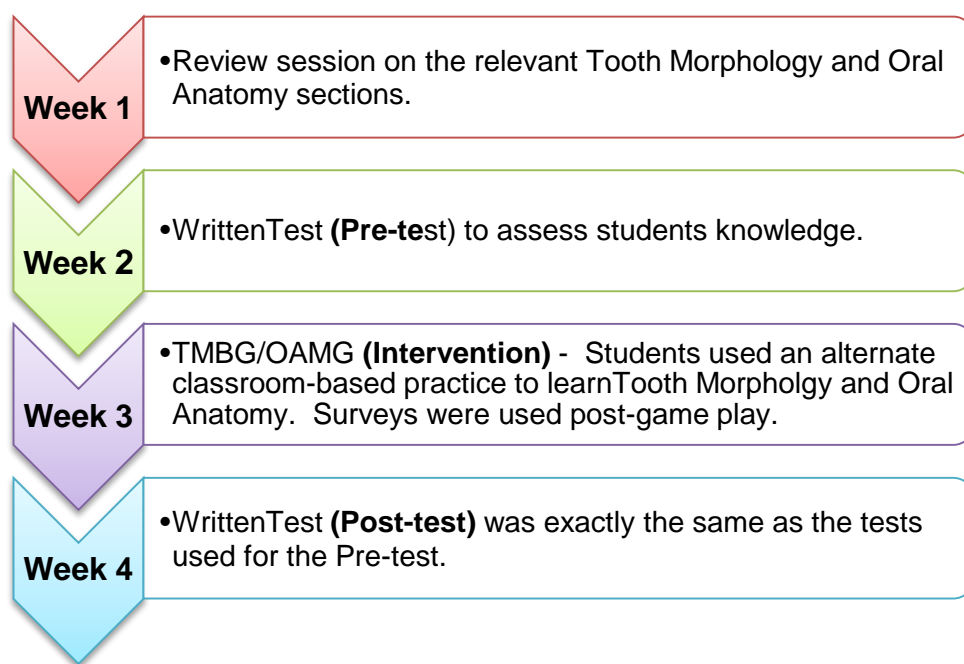 Week 1
•Review session on the relevant Tooth Morphology and Oral
Anatomy sections.
Week 2
•WrittenTest (Pre-test) to assess students knowledge.
Week 3
•TMBG/OAMG (Intervention) - Students used an alternate
classroom-based practice to learnTooth Morpholgy and Oral
Anatomy. Surveys were used post-game play.
Week 4
•WrittenTest (Post-test) was exactly the same as the tests
used for the Pre-test.